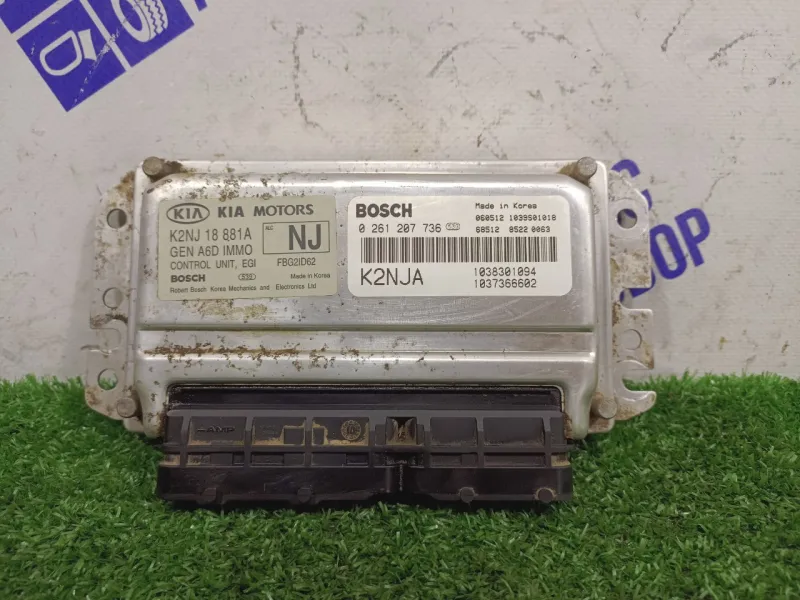 KIA KIA MOTORS
K2NJ 18 881A
GEN A6D IMMO
CONTROL UNIT, EGI
NJ
FBG2ID62
BOSCH
Made in Korea
Robert Bosch Korea Mechanics and Electronics Ltd
BOSCH
Made in Korea
060512 1039S01018
0 261 207 736
68512 0522 0063
K2NJA
1038301094
1037366602
AMP